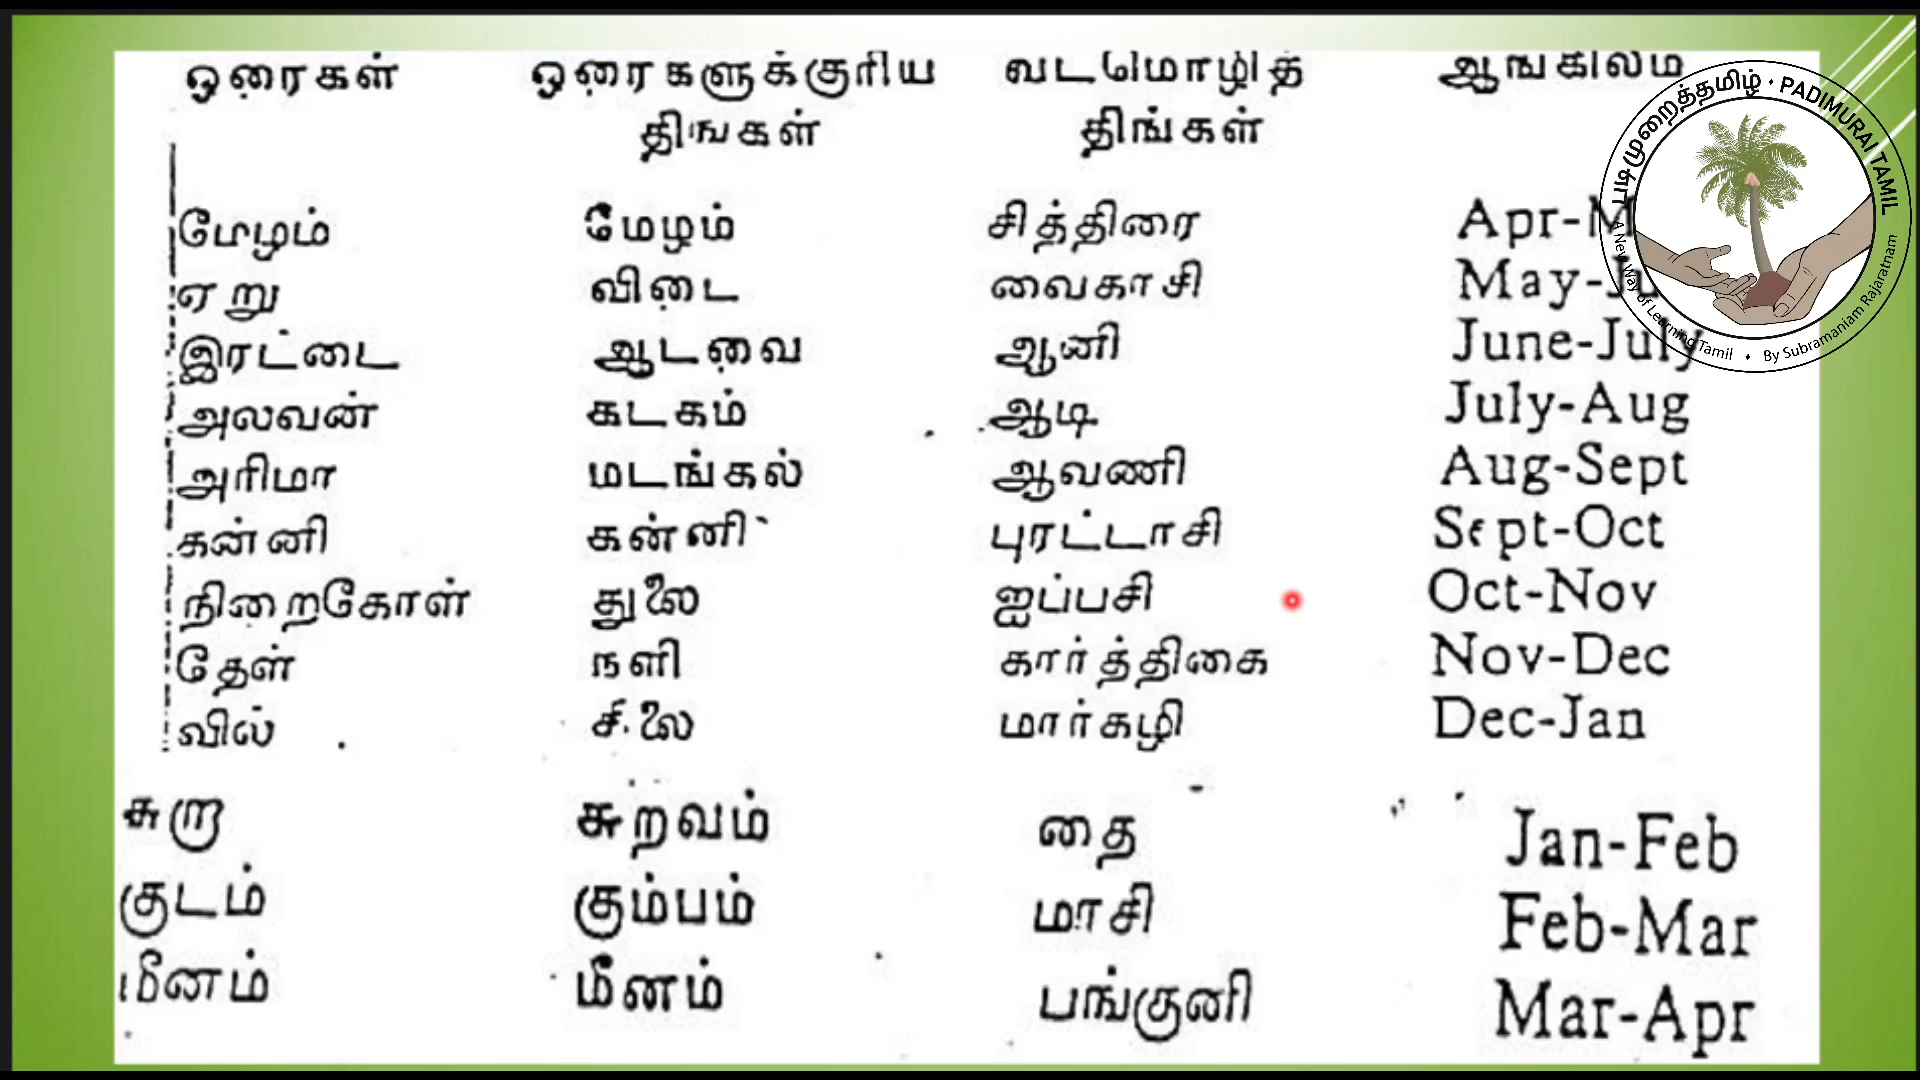 ஓரைகள் ஓரைகளுக்குரிய வடமொழித் ஆங்கிலம்
திங்கள் திங்கள்
மேழம் மேழம் சித்திரை Apr-M
ஏறு விடை வைகாசி May-Ju
இரட்டை ஆடவை ஆனி June-July
அலவன் கடகம் ஆடி July-Aug
அரிமா மடங்கல் ஆவணி Aug-Sept
கன்னி கன்னி புரட்டாசி Sept-Oct
நிறைகோள் துலை ஐப்பசி Oct-Nov
தேள் நளி கார்த்திகை Nov-Dec
வில் சிலை மார்கழி Dec-Jan
சுறா சுறவம் தை Jan-Feb
குடம் கும்பம் மாசி Feb-Mar
மீனம் மீனம் பங்குனி Mar-Apr
படிமுறைத்தமிழ் · PADIMURAI TAMIL
A New Way of Learning Tamil • By Subramaniam Rajaratnam